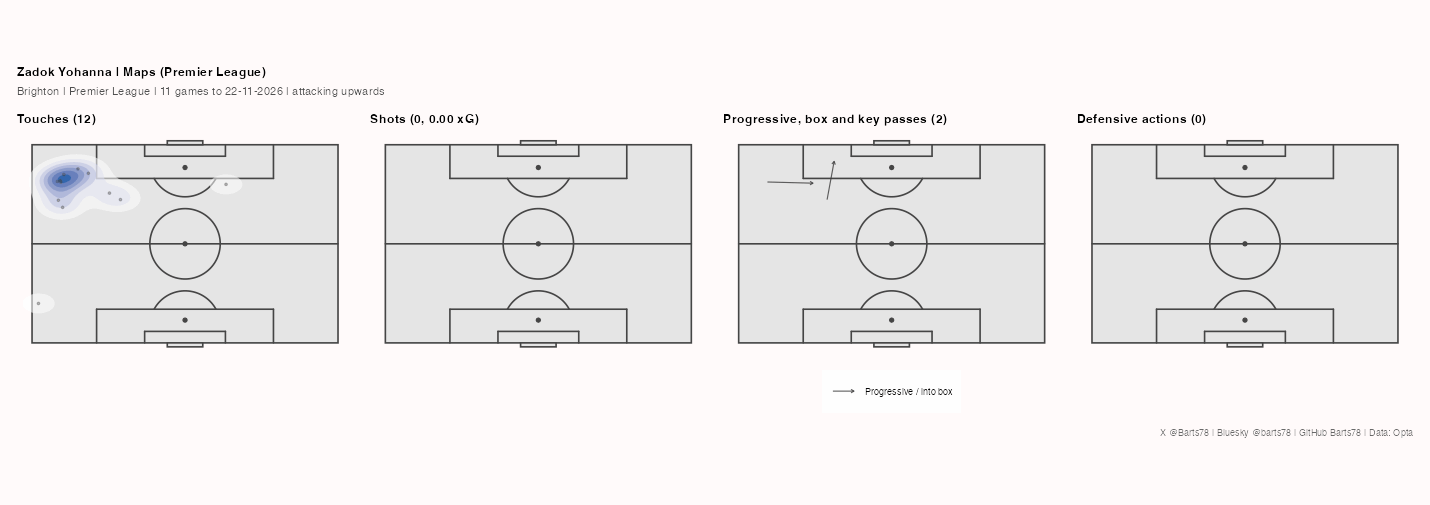 Zadok Yohanna | Maps (Premier League)
Brighton | Premier League | 11 games to 22-11-2026 | attacking upwards
Touches (12)
Shots (0, 0.00 xG)
Progressive, box and key passes (2)
Defensive actions (0)
Progressive / into box
X @Barts78 | Bluesky @barts78 | GitHub Barts78 | Data: Opta